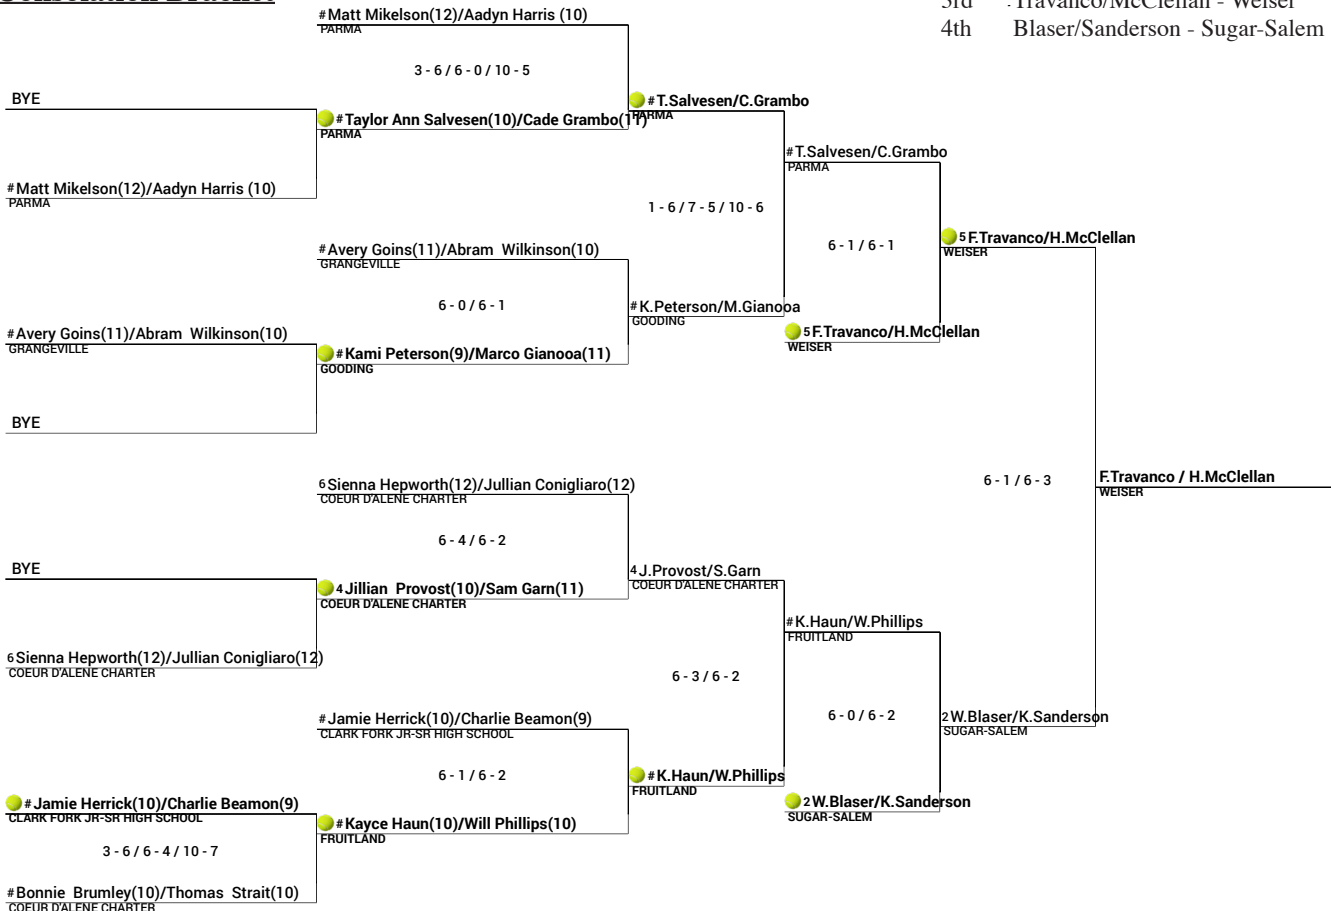 Consolation Bracket
3rd Travanco/McClellan - Weiser
4th Blaser/Sanderson - Sugar-Salem
#Matt Mikelson(12)/Aadyn Harris (10)
PARMA
3 - 6 / 6 - 0 / 10 - 5
BYE
#Taylor Ann Salvesen(10)/Cade Grambo(11)
PARMA
#T.Salvesen/C.Grambo
PARMA
#Matt Mikelson(12)/Aadyn Harris (10)
PARMA
#T.Salvesen/C.Grambo
PARMA
1 - 6 / 7 - 5 / 10 - 6
#Avery Goins(11)/Abram Wilkinson(10)
GRANGEVILLE
6 - 1 / 6 - 1
5 F.Travanco/H.McClellan
WEISER
6 - 0 / 6 - 1
#K.Peterson/M.Gianooa
GOODING
#Avery Goins(11)/Abram Wilkinson(10)
GRANGEVILLE
5 F.Travanco/H.McClellan
WEISER
#Kami Peterson(9)/Marco Gianooa(11)
GOODING
BYE
6 Sienna Hepworth(12)/Jullian Conigliaro(12)
COEUR D'ALENE CHARTER
6 - 1 / 6 - 3
F.Travanco / H.McClellan
WEISER
6 - 4 / 6 - 2
BYE
4 Jillian Provost(10)/Sam Garn(11)
COEUR D'ALENE CHARTER
4 J.Provost/S.Garn
COEUR D'ALENE CHARTER
#K.Haun/W.Phillips
FRUITLAND
6 Sienna Hepworth(12)/Jullian Conigliaro(12)
COEUR D'ALENE CHARTER
6 - 3 / 6 - 2
#Jamie Herrick(10)/Charlie Beamon(9)
CLARK FORK JR-SR HIGH SCHOOL
6 - 0 / 6 - 2
2 W.Blaser/K.Sanderson
SUGAR-SALEM
6 - 1 / 6 - 2
#K.Haun/W.Phillips
FRUITLAND
#Jamie Herrick(10)/Charlie Beamon(9)
CLARK FORK JR-SR HIGH SCHOOL
2 W.Blaser/K.Sanderson
SUGAR-SALEM
#Kayce Haun(10)/Will Phillips(10)
FRUITLAND
3 - 6 / 6 - 4 / 10 - 7
#Bonnie Brumley(10)/Thomas Strait(10)
COEUR D'ALENE CHARTER